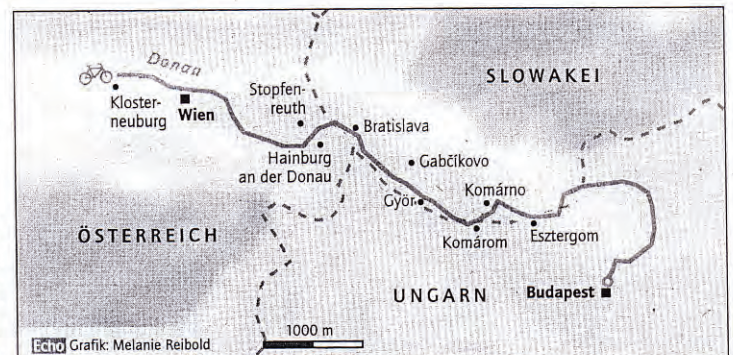 Donau
SLOWAKEI
Stopfen-
reuth
Kloster-
neuburg
Wien
Bratislava
Hainburg
an der Donau
Gabčíkovo
Györ
Komárno
ÖSTERREICH
Komárom
Esztergom
UNGARN
Budapest
1000 m
Echo Grafik: Melanie Reibold